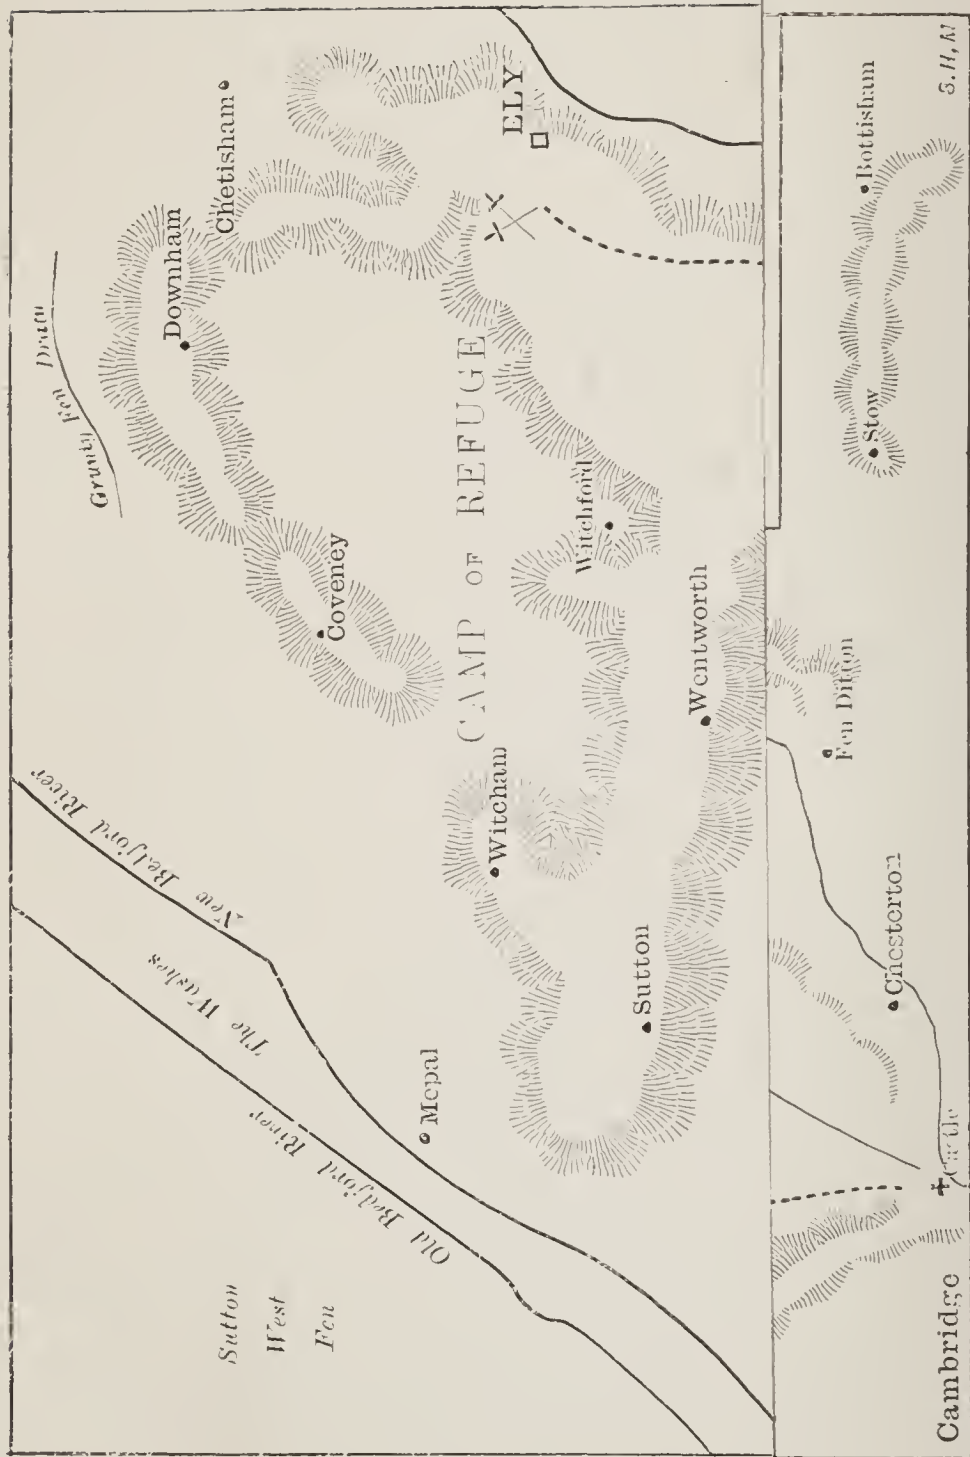 Grunty Fen Drain
Chetisham
Downham
ELY
Coveney
CAMP OF REFUGE
New Bedford River
The Washes
Old Bedford River
Witcham
Witchford
Wentworth
Mepal
Sutton
Sutton
West
Fen
Bottisham
Stow
S.H.M
Fen Ditton
Chesterton
Castle
Cambridge